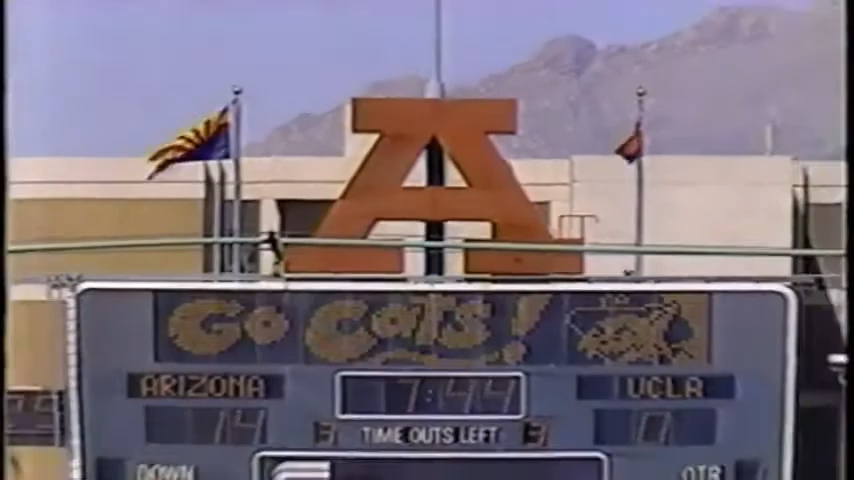 A
Go Cats!
ARIZONA 7:44 UCLA
14 3 TIME OUTS LEFT 3 0
DOWN QTR